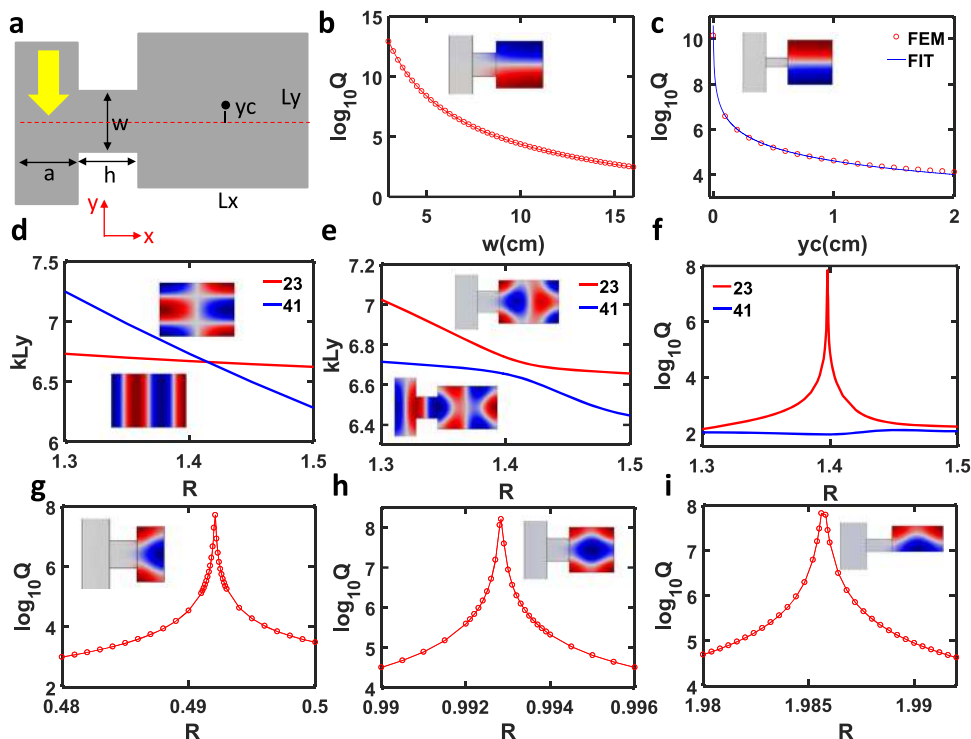 a
yc
Ly
w
a
h
Lx
y
x
b
log10Q
15
10
5
0
5
10
15
w(cm)
c
FEM
FIT
log10Q
10
8
6
4
0
1
2
yc(cm)
d
23
41
kLy
7.5
7
6.5
6
1.3
1.4
1.5
R
e
23
41
kLy
7.2
7
6.8
6.6
6.4
1.3
1.4
1.5
R
f
23
41
log10Q
8
6
4
2
1.3
1.4
1.5
R
g
log10Q
8
6
4
2
0.48
0.49
0.5
R
h
log10Q
9
8
7
6
5
4
0.99
0.992
0.994
0.996
R
i
log10Q
8
7
6
5
4
1.98
1.985
1.99
R